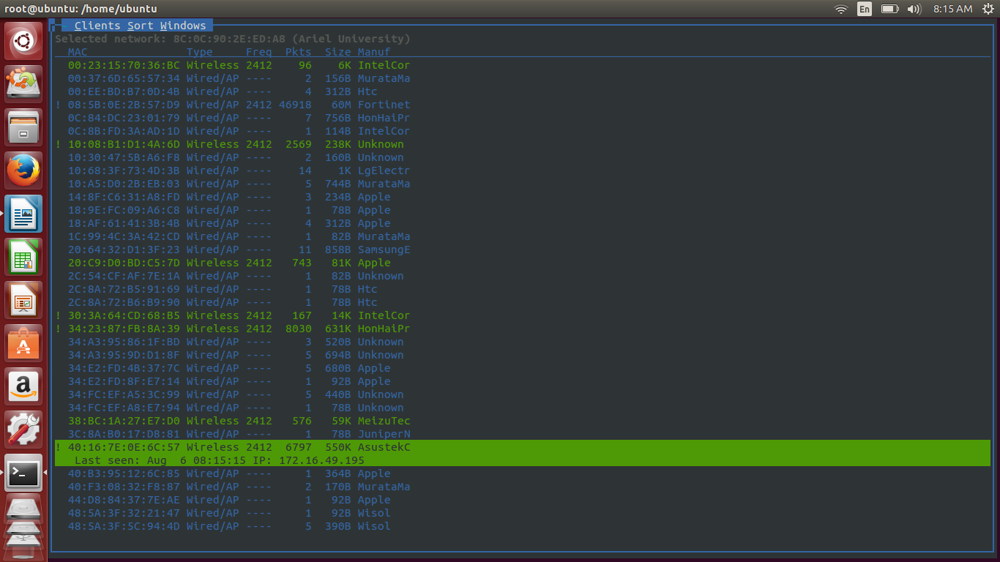 root@ubuntu: /home/ubuntu En 8:15 AM
Clients Sort Windows
Selected network: 8C:0C:90:2E:ED:A8 (Ariel University)
MAC Type Freq Pkts Size Manuf
00:23:15:70:36:BC Wireless 2412 96 6K IntelCor
00:37:6D:65:57:34 Wired/AP ---- 2 156B MurataMa
00:EE:BD:B7:0D:4B Wired/AP ---- 4 312B Htc
! 08:5B:0E:2B:57:D9 Wired/AP 2412 46918 60M Fortinet
0C:84:DC:23:01:79 Wired/AP ---- 7 756B HonHaiPr
0C:8B:FD:3A:AD:1D Wired/AP ---- 1 114B IntelCor
! 10:08:B1:D1:4A:6D Wireless 2412 2569 238K Unknown
10:30:47:5B:A6:F8 Wired/AP ---- 2 160B Unknown
10:68:3F:73:4D:3B Wired/AP ---- 14 1K LgElectr
10:A5:D0:2B:EB:03 Wired/AP ---- 5 744B MurataMa
14:8F:C6:31:A8:FD Wired/AP ---- 3 234B Apple
18:9E:FC:09:A6:C8 Wired/AP ---- 1 78B Apple
18:AF:61:41:3B:4B Wired/AP ---- 4 312B Apple
1C:99:4C:3A:42:CD Wired/AP ---- 1 82B MurataMa
20:64:32:D1:3F:23 Wired/AP ---- 11 858B SamsungE
20:C9:D0:BD:C5:7D Wireless 2412 743 81K Apple
2C:54:CF:AF:7E:1A Wired/AP ---- 1 82B Unknown
2C:8A:72:B5:91:69 Wired/AP ---- 1 78B Htc
2C:8A:72:B6:B9:90 Wired/AP ---- 1 78B Htc
! 30:3A:64:CD:68:B5 Wireless 2412 167 14K IntelCor
! 34:23:87:FB:8A:39 Wireless 2412 8030 631K HonHaiPr
34:A3:95:86:1F:BD Wired/AP ---- 3 520B Unknown
34:A3:95:9D:D1:8F Wired/AP ---- 5 694B Unknown
34:E2:FD:4B:37:7C Wired/AP ---- 5 680B Apple
34:E2:FD:8F:E7:14 Wired/AP ---- 1 92B Apple
34:FC:EF:A5:3C:99 Wired/AP ---- 5 440B Unknown
34:FC:EF:A8:E7:94 Wired/AP ---- 1 78B Unknown
38:BC:1A:27:E7:D0 Wireless 2412 576 59K MeizuTec
3C:8A:B0:17:D8:81 Wired/AP ---- 1 78B JuniperN
! 40:16:7E:0E:6C:57 Wireless 2412 6797 550K AsustekC
Last seen: Aug 6 08:15:15 IP: 172.16.49.195
40:B3:95:12:6C:85 Wired/AP ---- 1 364B Apple
40:F3:08:32:F8:87 Wired/AP ---- 2 170B MurataMa
44:D8:84:37:7E:AE Wired/AP ---- 1 92B Apple
48:5A:3F:32:21:47 Wired/AP ---- 1 92B Wisol
48:5A:3F:5C:94:4D Wired/AP ---- 5 390B Wisol